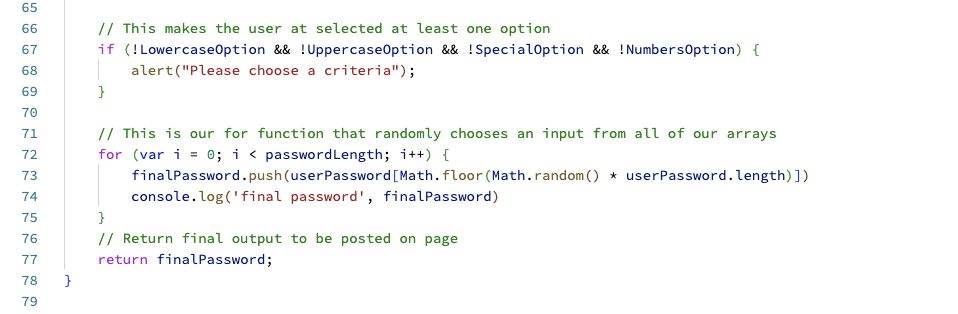 65
66 // This makes the user at selected at least one option
67 if (!LowercaseOption && !UppercaseOption && !SpecialOption && !NumbersOption) {
68 alert("Please choose a criteria");
69 }
70
71 // This is our for function that randomly chooses an input from all of our arrays
72 for (var i = 0; i < passwordLength; i++) {
73 finalPassword.push(userPassword[Math.floor(Math.random() * userPassword.length)])
74 console.log('final password', finalPassword)
75 }
76 // Return final output to be posted on page
77 return finalPassword;
78 }
79